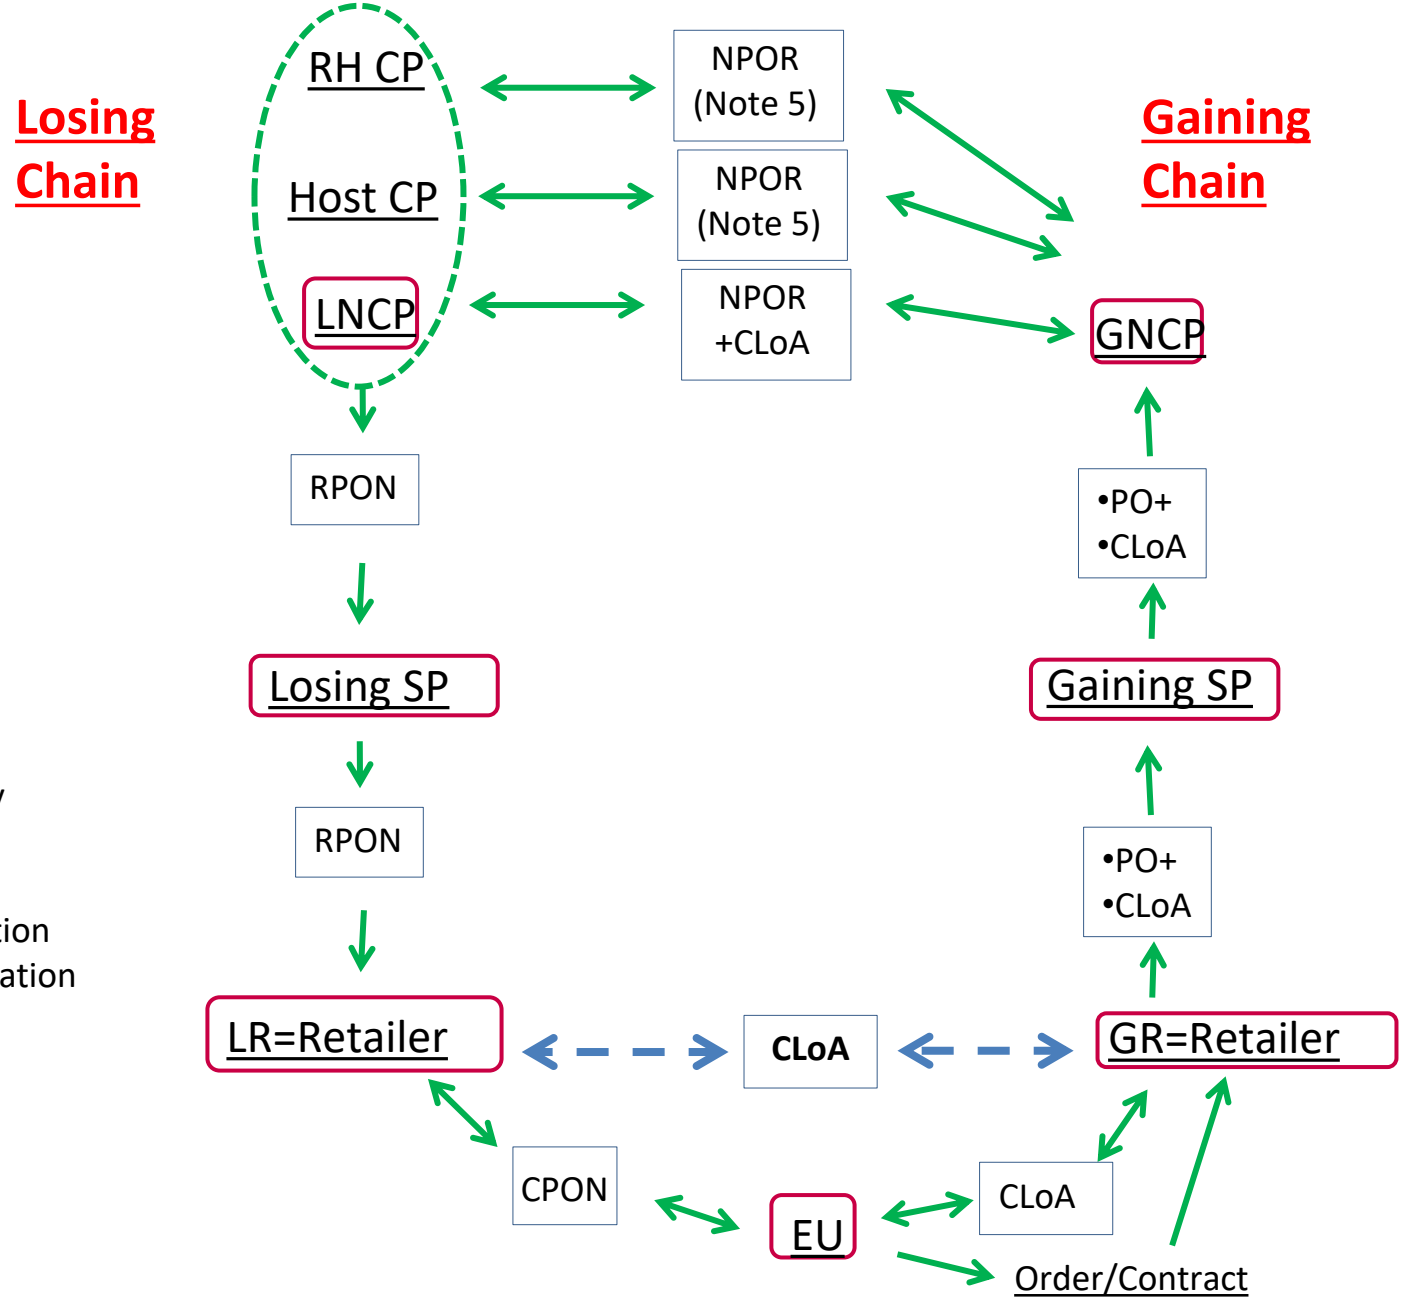 Losing
Chain
RH CP
Host CP
LNCP
NPOR
(Note 5)
NPOR
(Note 5)
NPOR
+CLoA
Gaining
Chain
GNCP
RPON
•PO+
•CLoA
Losing SP
Gaining SP
RPON
•PO+
•CLoA
LR=Retailer
CLoA
GR=Retailer
CPON
EU
CLoA
Order/Contract